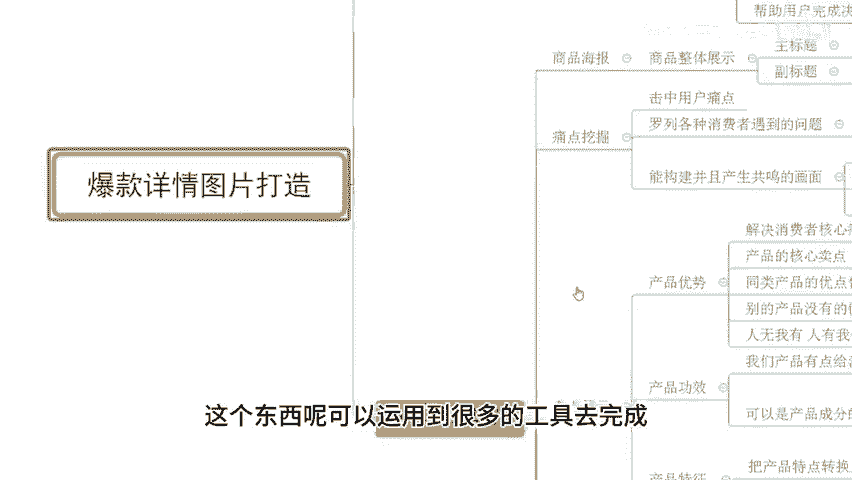 帮助用户完成决
主标题
商品海报
商品整体展示
副标题
击中用户痛点
罗列各种消费者遇到的问题
痛点挖掘
能构建并且产生共鸣的画面
爆款详情图片打造
解决消费者核心
产品的核心卖点
产品优势
同类产品的优点
别的产品没有的
人无我有 人有我
我们产品有点给
产品功效
可以是产品成分的
这个东西呢可以运用到很多的工具去完成
把产品特点转换
产品特征